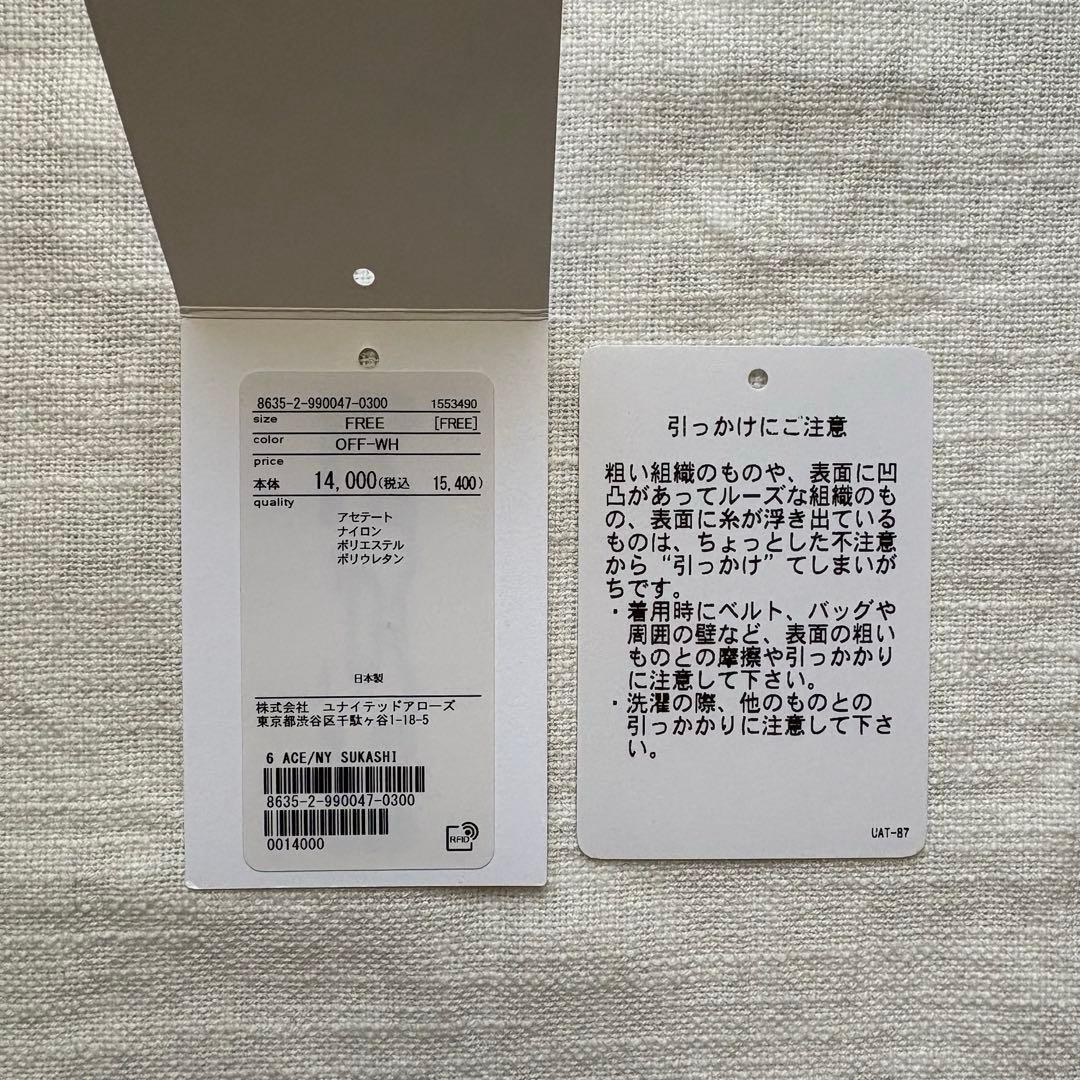 8635-2-990047-0300 1553490
size FREE [FREE]
color OFF-WH
price
本体 14,000(税込 15,400)
quality
アセテート
ナイロン
ポリエステル
ポリウレタン
日本製
株式会社 ユナイテッドアローズ
東京都渋谷区千駄ヶ谷1-18-5
6 ACE/NY SUKASHI
8635-2-990047-0300
0014000
RFID
引っかけにご注意
粗い組織のものや、表面に凹
凸があってルーズな組織のも
の、表面に糸が浮き出ている
ものは、ちょっとした不注意
から“引っかけ”てしまいが
ちです。
・着用時にベルト、バッグや
周囲の壁など、表面の粗い
ものとの摩擦や引っかかり
に注意して下さい。
・洗濯の際、他のものとの
引っかかりに注意して下さ
い。
UAT-87